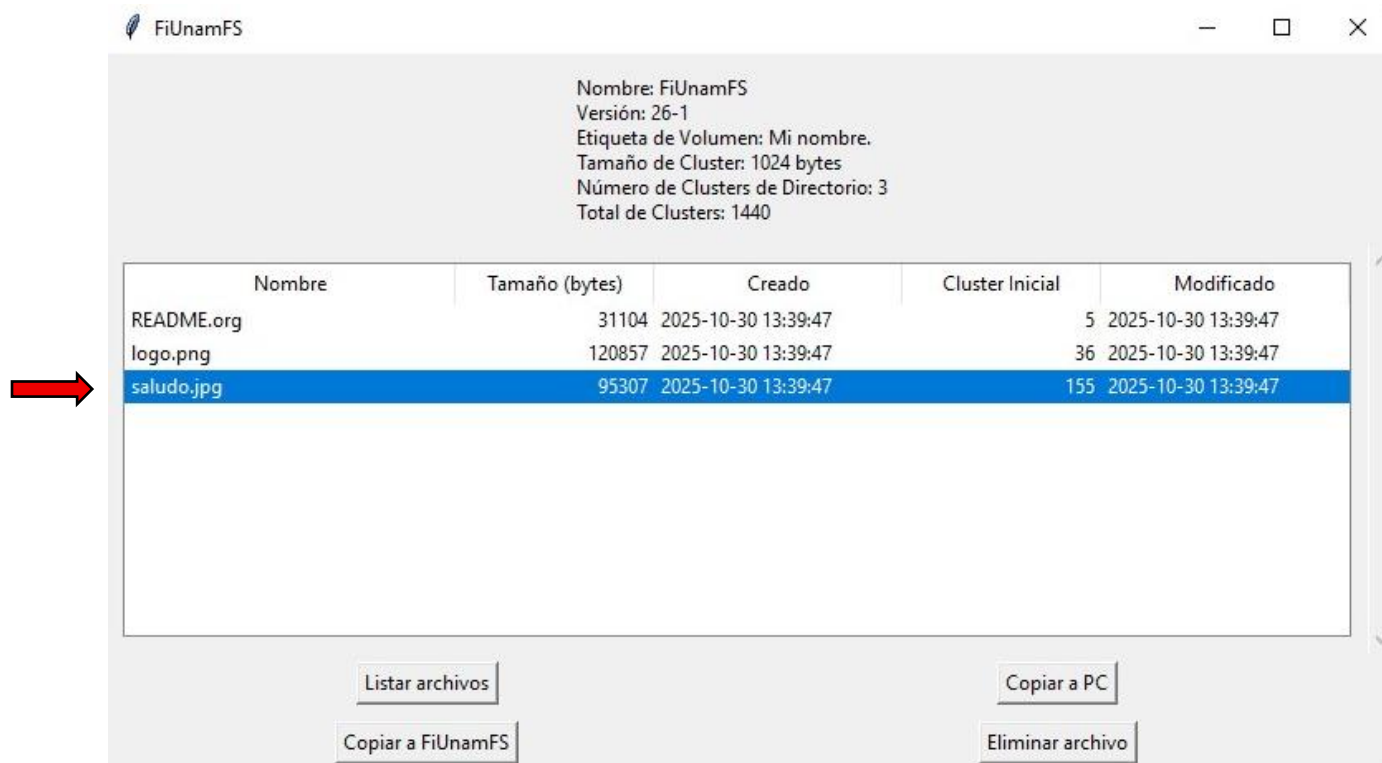 FiUnamFS
Nombre: FiUnamFS
Versión: 26-1
Etiqueta de Volumen: Mi nombre.
Tamaño de Cluster: 1024 bytes
Número de Clusters de Directorio: 3
Total de Clusters: 1440
Nombre Tamaño (bytes) Creado Cluster Inicial Modificado
README.org 31104 2025-10-30 13:39:47 5 2025-10-30 13:39:47
logo.png 120857 2025-10-30 13:39:47 36 2025-10-30 13:39:47
saludo.jpg 95307 2025-10-30 13:39:47 155 2025-10-30 13:39:47
Listar archivos Copiar a PC
Copiar a FiUnamFS Eliminar archivo